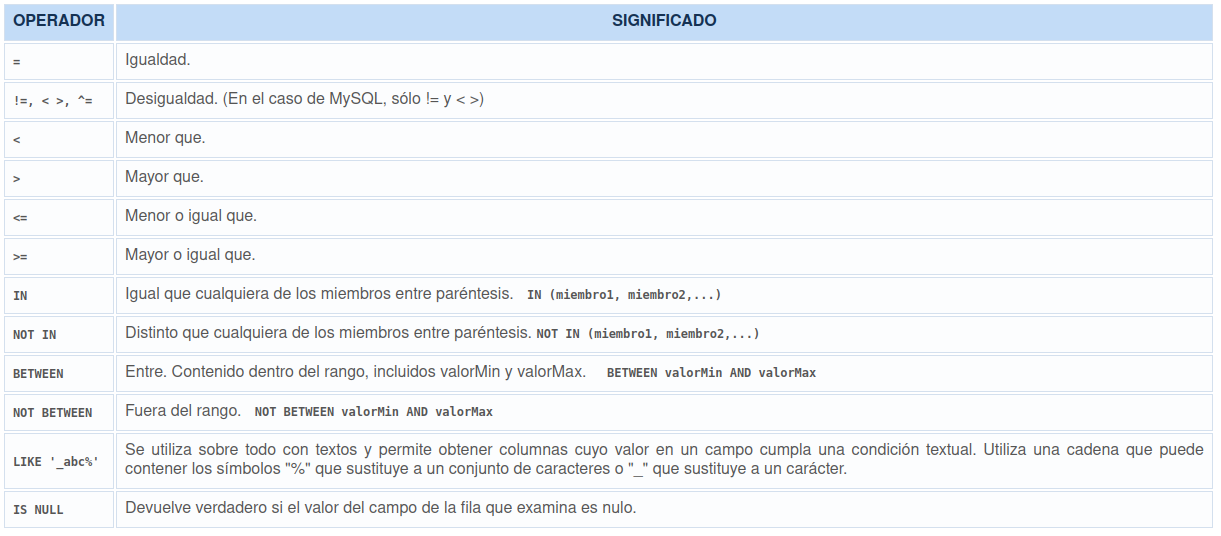 OPERADOR SIGNIFICADO
= Igualdad.
!=, < >, ^= Desigualdad. (En el caso de MySQL, sólo != y < >)
< Menor que.
> Mayor que.
<= Menor o igual que.
>= Mayor o igual que.
IN Igual que cualquiera de los miembros entre paréntesis. IN (miembro1, miembro2,...)
NOT IN Distinto que cualquiera de los miembros entre paréntesis. NOT IN (miembro1, miembro2,...)
BETWEEN Entre. Contenido dentro del rango, incluidos valorMin y valorMax. BETWEEN valorMin AND valorMax
NOT BETWEEN Fuera del rango. NOT BETWEEN valorMin AND valorMax
LIKE '_abc%' Se utiliza sobre todo con textos y permite obtener columnas cuyo valor en un campo cumpla una condición textual. Utiliza una cadena que puede
contener los símbolos "%" que sustituye a un conjunto de caracteres o "_" que sustituye a un carácter.
IS NULL Devuelve verdadero si el valor del campo de la fila que examina es nulo.